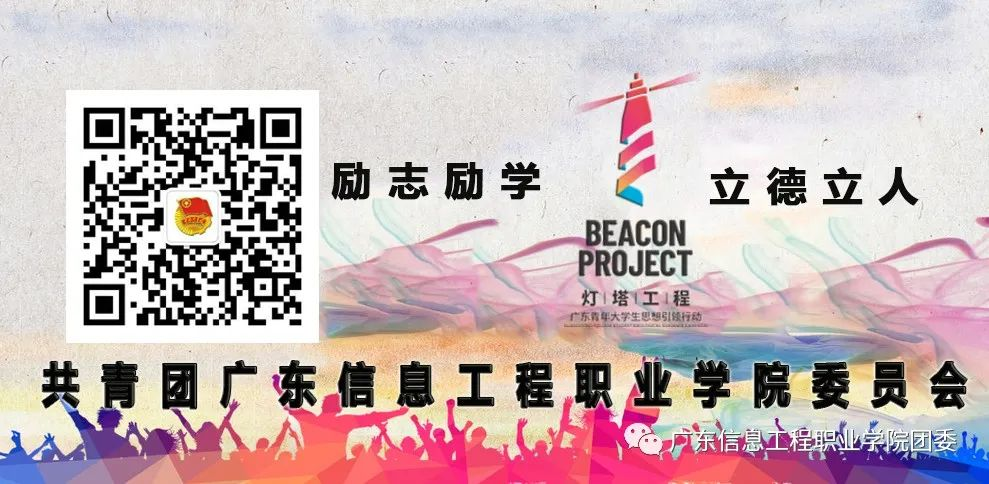 励志励学
立德立人
BEACON
PROJECT
灯塔工程
广东青年大学生思想引领行动
共青团广东信息工程职业学院委员会
广东信息工程职业学院团委